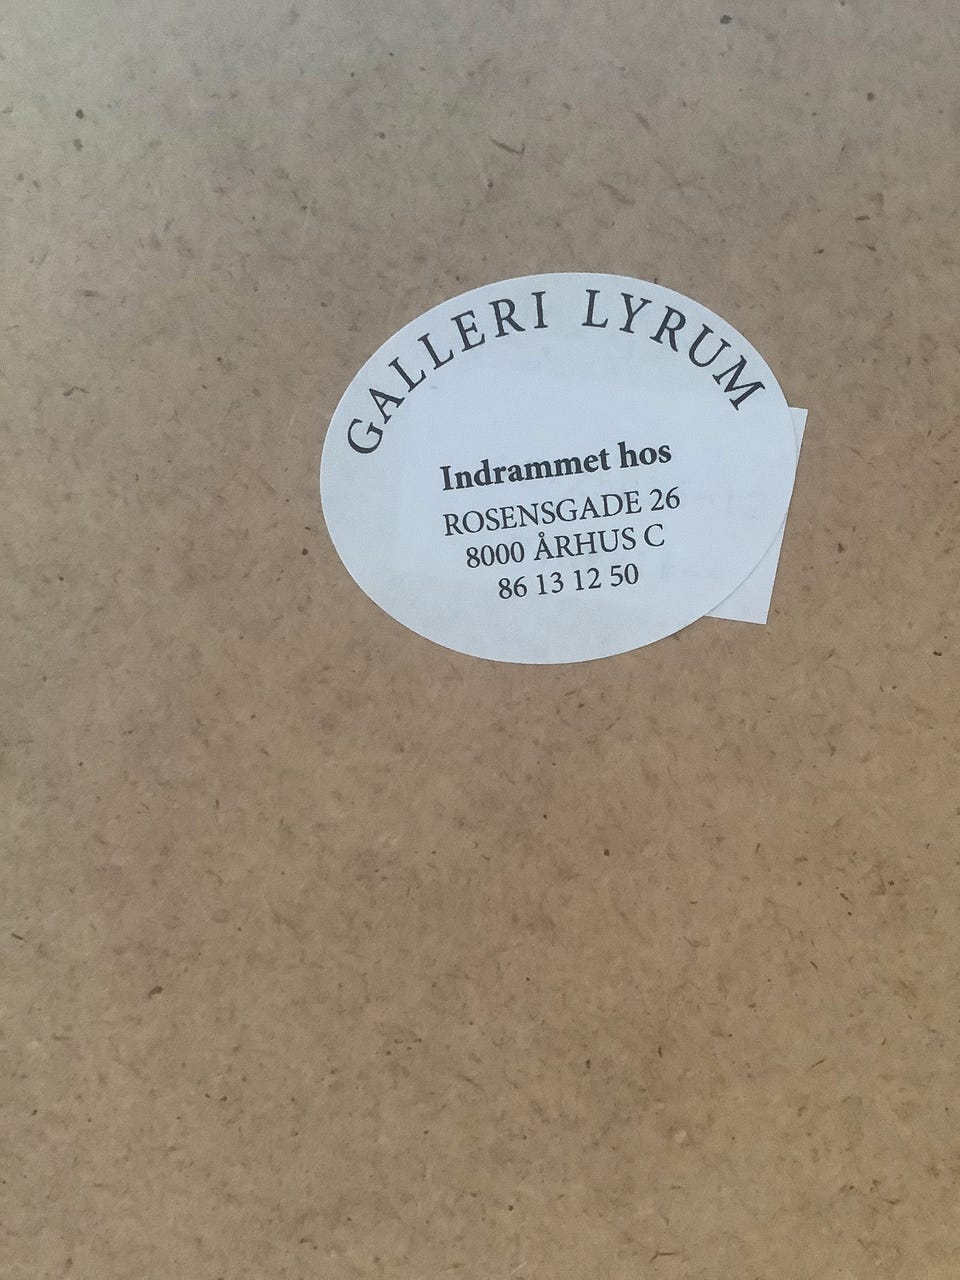 GALLERI LYRUM
Indrammet hos
ROSENSGADE 26
8000 ÅRHUS C
86 13 12 50